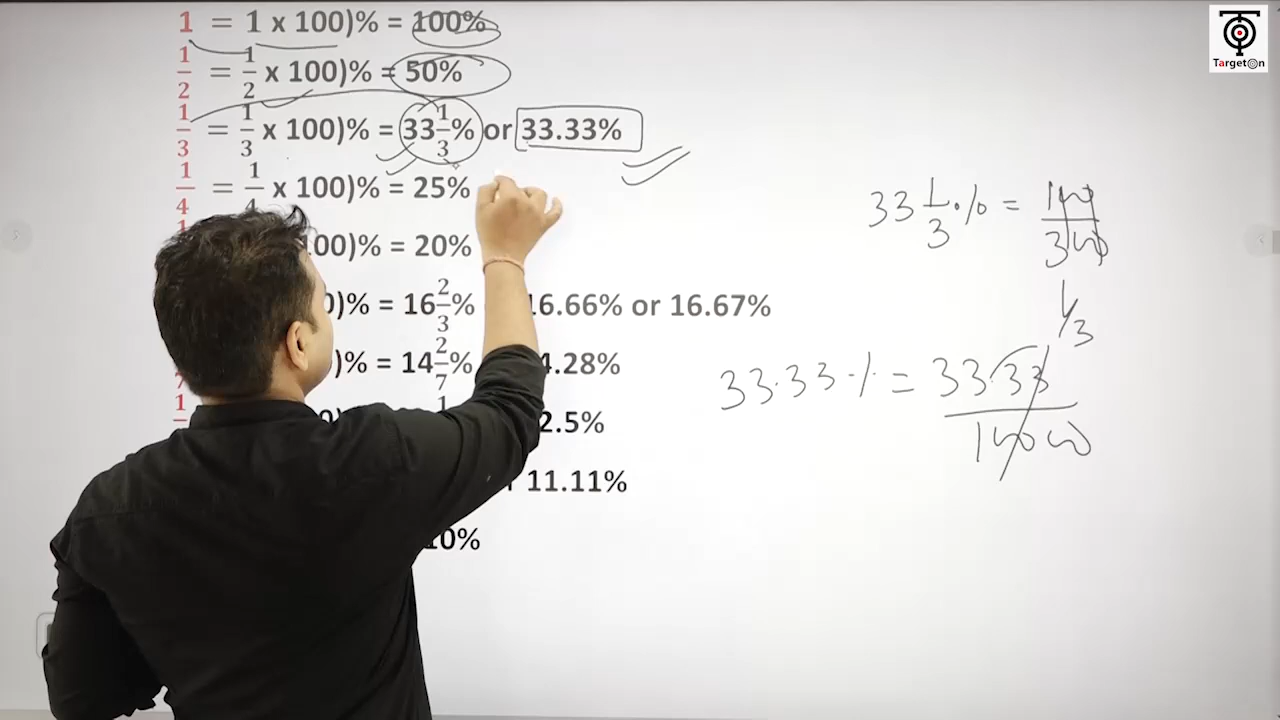 1 = 1 x 100)% = 100%
1/2 = 1/2 x 100)% = 50%
1/3 = 1/3 x 100)% = 33 1/3% or 33.33%
1/4 = 1/4 x 100)% = 25%
100)% = 20%
)% = 16 2/3% 16.66% or 16.67%
)% = 14 2/7% 4.28%
1 2.5%
11.11%
10%
33 1/3 % = 100/300
1/3
33.33 % = 33.33/10000
TargetOn